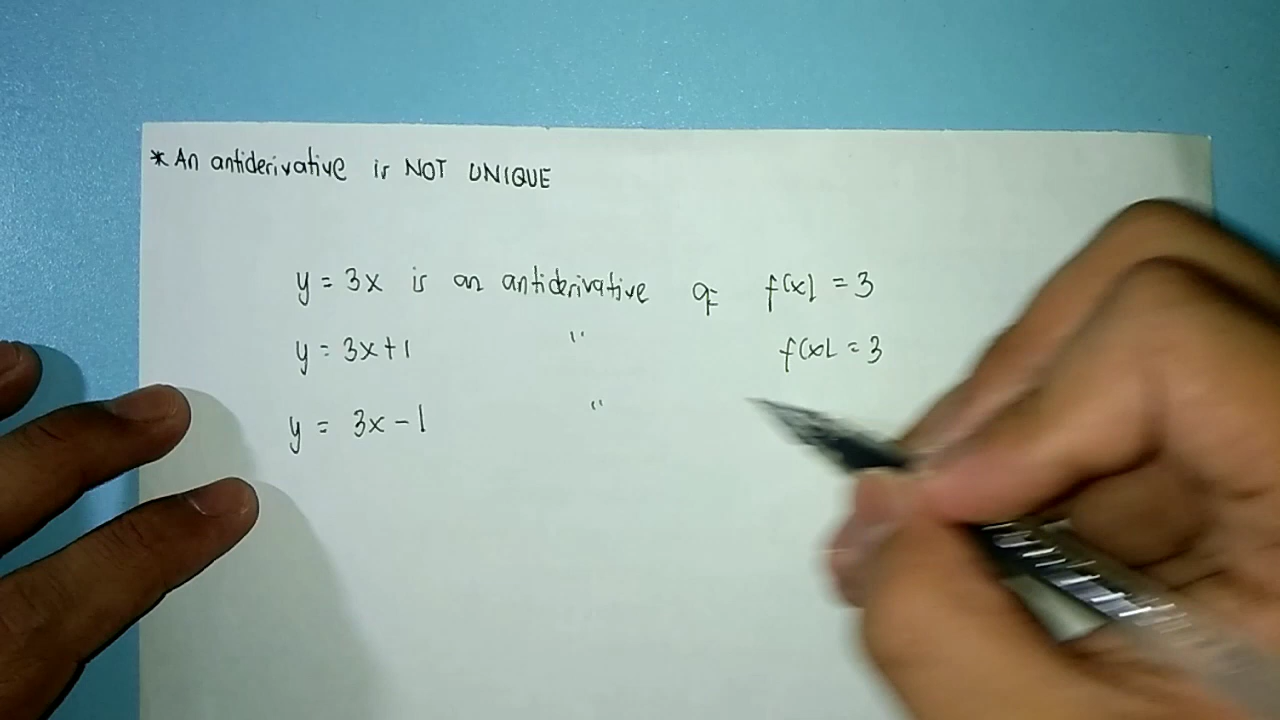 * An antiderivative is NOT UNIQUE
y = 3x is an antiderivative of f(x) = 3
y = 3x+1 " f(x) = 3
y = 3x-1 "